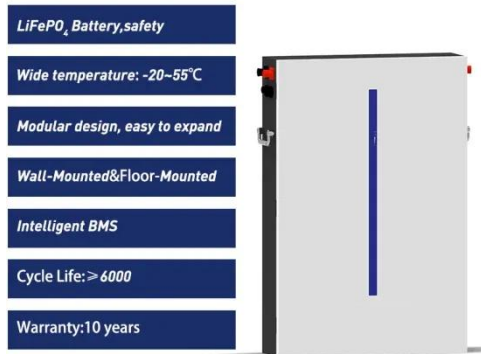 LiFePO₄ Battery,safety
Wide temperature: -20~55℃
Modular design, easy to expand
Wall-Mounted&Floor-Mounted
Intelligent BMS
Cycle Life:≥6000
Warranty:10 years